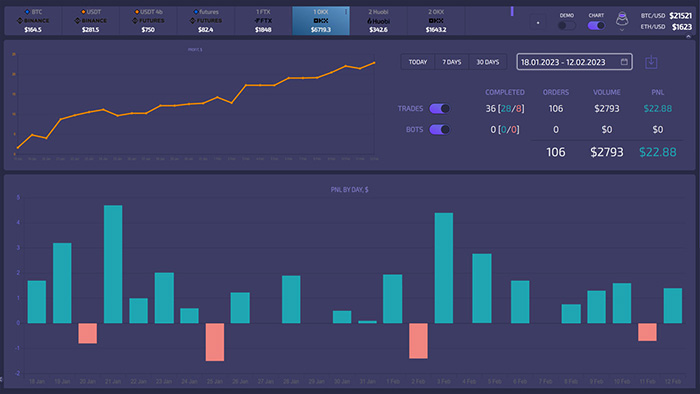 BTC USDT USDT 4b futures 1 FTX 1 OKX 2 Huobi 2 OKX
BINANCE BINANCE BINANCE FUTURES BINANCE FUTURES FTX OKX Huobi OKX
$164.5 $281.5 $750 $82.4 $1848 $6719.3 $342.6 $1643.2
DEMO CHART
BTC/USD $21521
ETH/USD $1623
PROFIT, $
TODAY 7 DAYS 30 DAYS 18.01.2023 - 12.02.2023
COMPLETED ORDERS VOLUME PNL
TRADES 36 [28/8] 106 $2793 $22.88
BOTS 0 [0/0] 0 $0 $0
106 $2793 $22.88
PNL BY DAY, $
5
4
3
2
1
0
-1
-2
18 Jan 19 Jan 20 Jan 21 Jan 22 Jan 23 Jan 24 Jan 25 Jan 26 Jan 27 Jan 28 Jan 29 Jan 30 Jan 31 Jan 1 Feb 2 Feb 3 Feb 4 Feb 5 Feb 6 Feb 7 Feb 8 Feb 9 Feb 10 Feb 11 Feb 12 Feb